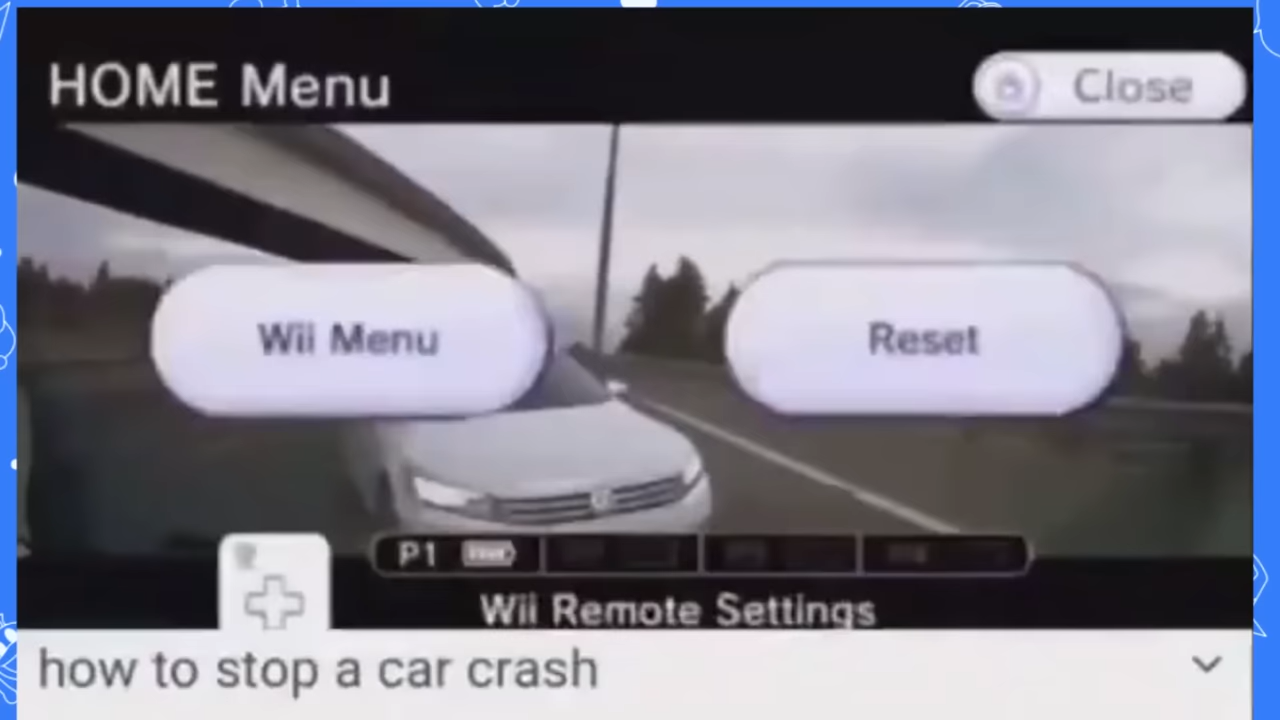 HOME Menu
Close
Wii Menu
Reset
P1
Wii Remote Settings
how to stop a car crash